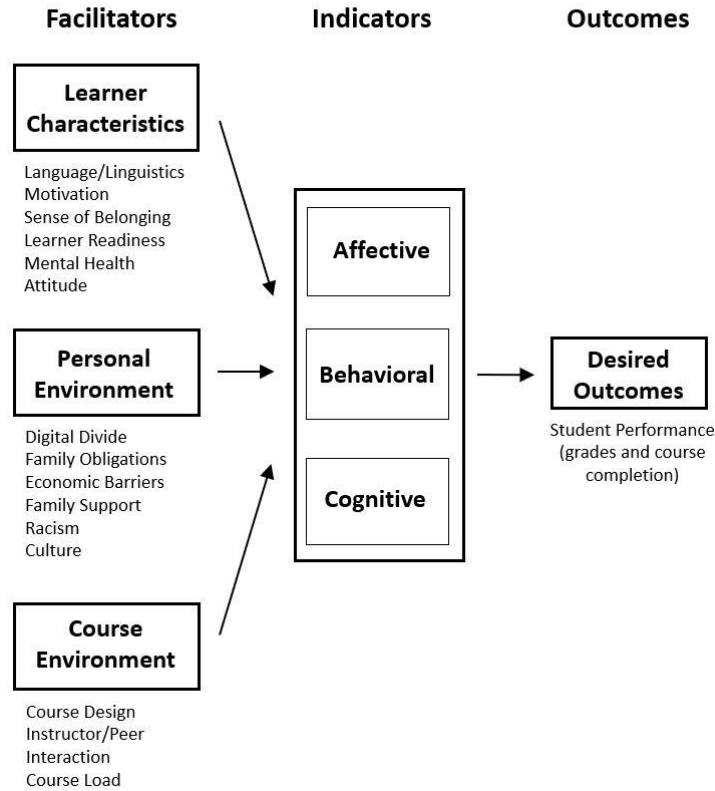 Facilitators
Indicators
Outcomes
Learner
Characteristics
Language/Linguistics
Motivation
Sense of Belonging
Learner Readiness
Mental Health
Attitude
Personal
Environment
Digital Divide
Family Obligations
Economic Barriers
Family Support
Racism
Culture
Course
Environment
Course Design
Instructor/Peer
Interaction
Course Load
Affective
Behavioral
Cognitive
Desired
Outcomes
Student Performance
(grades and course
completion)